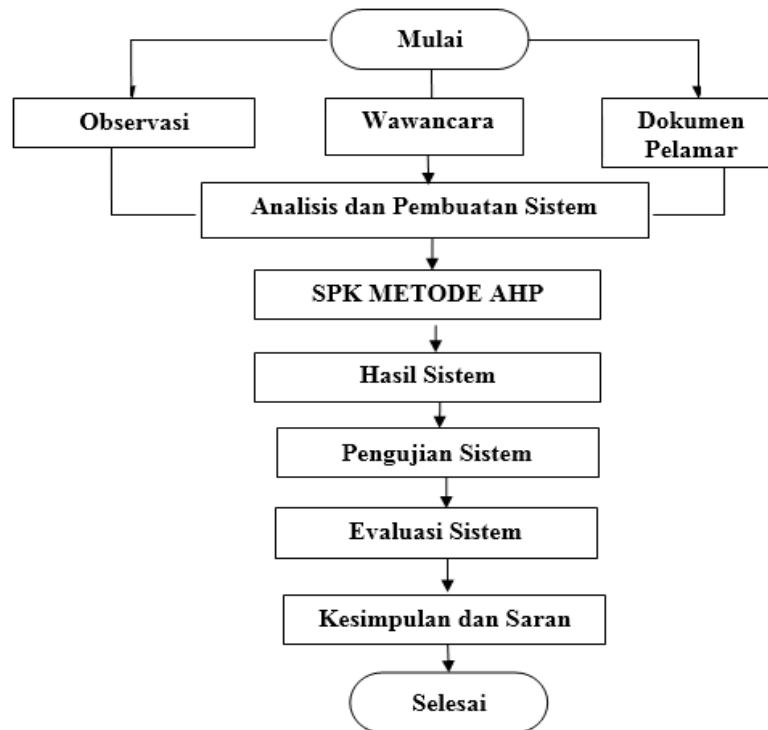 Mulai
Observasi
Wawancara
Dokumen
Pelamar
Analisis dan Pembuatan Sistem
SPK METODE AHP
Hasil Sistem
Pengujian Sistem
Evaluasi Sistem
Kesimpulan dan Saran
Selesai